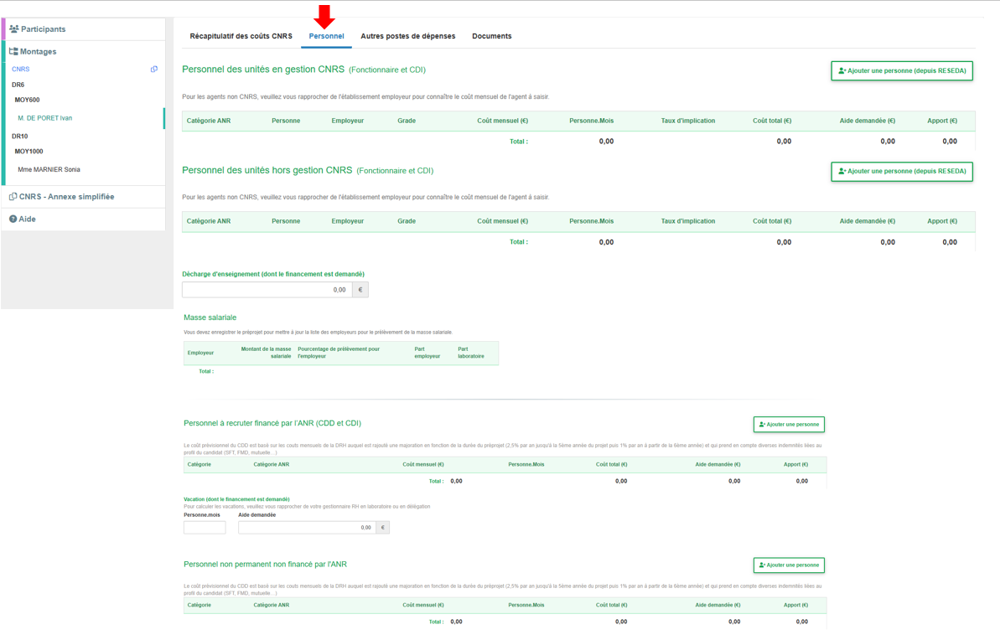 Participants
Montages
CNRS
DR6
MOY600
M. DE PORET Ivan
DR10
MOY1000
Mme MARNIER Sonia
CNRS - Annexe simplifiée
Aide
Récapitulatif des coûts CNRS Personnel Autres postes de dépenses Documents
Personnel des unités en gestion CNRS (Fonctionnaire et CDI)
Ajouter une personne (depuis RESEDA)
Pour les agents non CNRS, veuillez vous rapprocher de l'établissement employeur pour connaître le coût mensuel de l'agent à saisir.
Catégorie ANR Personne Employeur Grade Coût mensuel (€) Personne.Mois Taux d'implication Coût total (€) Aide demandée (€) Apport (€)
Total : 0,00 0,00 0,00 0,00
Personnel des unités hors gestion CNRS (Fonctionnaire et CDI)
Ajouter une personne (depuis RESEDA)
Pour les agents non CNRS, veuillez vous rapprocher de l'établissement employeur pour connaître le coût mensuel de l'agent à saisir.
Catégorie ANR Personne Employeur Grade Coût mensuel (€) Personne.Mois Taux d'implication Coût total (€) Aide demandée (€) Apport (€)
Total : 0,00 0,00 0,00 0,00
Décharge d'enseignement (dont le financement est demandé)
0,00 €
Masse salariale
Vous devez enregistrer le préprojet pour mettre à jour la liste des employeurs pour le prélèvement de la masse salariale.
Employeur Montant de la masse salariale Pourcentage de prélèvement pour l'employeur Part employeur Part laboratoire
Total :
Personnel à recruter financé par l'ANR (CDD et CDI)
Ajouter une personne
Le coût prévisionnel du CDD est basé sur les couts mensuels de la DRH auquel est rajouté une majoration en fonction de la durée du préprojet (2,5% par an jusqu'à la 5ème année du projet puis 1% par an à partir de la 6ème année) et qui prend en compte diverses indemnités liées au
profil du candidat (SFT, FMD, mutuelle…)
Catégorie Catégorie ANR Coût mensuel (€) Personne.Mois Coût total (€) Aide demandée (€) Apport (€)
Total : 0,00 0,00 0,00 0,00
Vacation (dont le financement est demandé)
Pour calculer les vacations, veuillez vous rapprocher de votre gestionnaire RH en laboratoire ou en délégation
Personne.mois Aide demandée
0,00 €
Personnel non permanent non financé par l'ANR
Ajouter une personne
Le coût prévisionnel du CDD est basé sur les couts mensuels de la DRH auquel est rajouté une majoration en fonction de la durée du préprojet (2,5% par an jusqu'à la 5ème année du projet puis 1% par an à partir de la 6ème année) et qui prend en compte diverses indemnités liées au
profil du candidat (SFT, FMD, mutuelle…)
Catégorie Catégorie ANR Coût mensuel (€) Personne.Mois Coût total (€) Aide demandée (€) Apport (€)
Total : 0,00 0,00 0,00 0,00